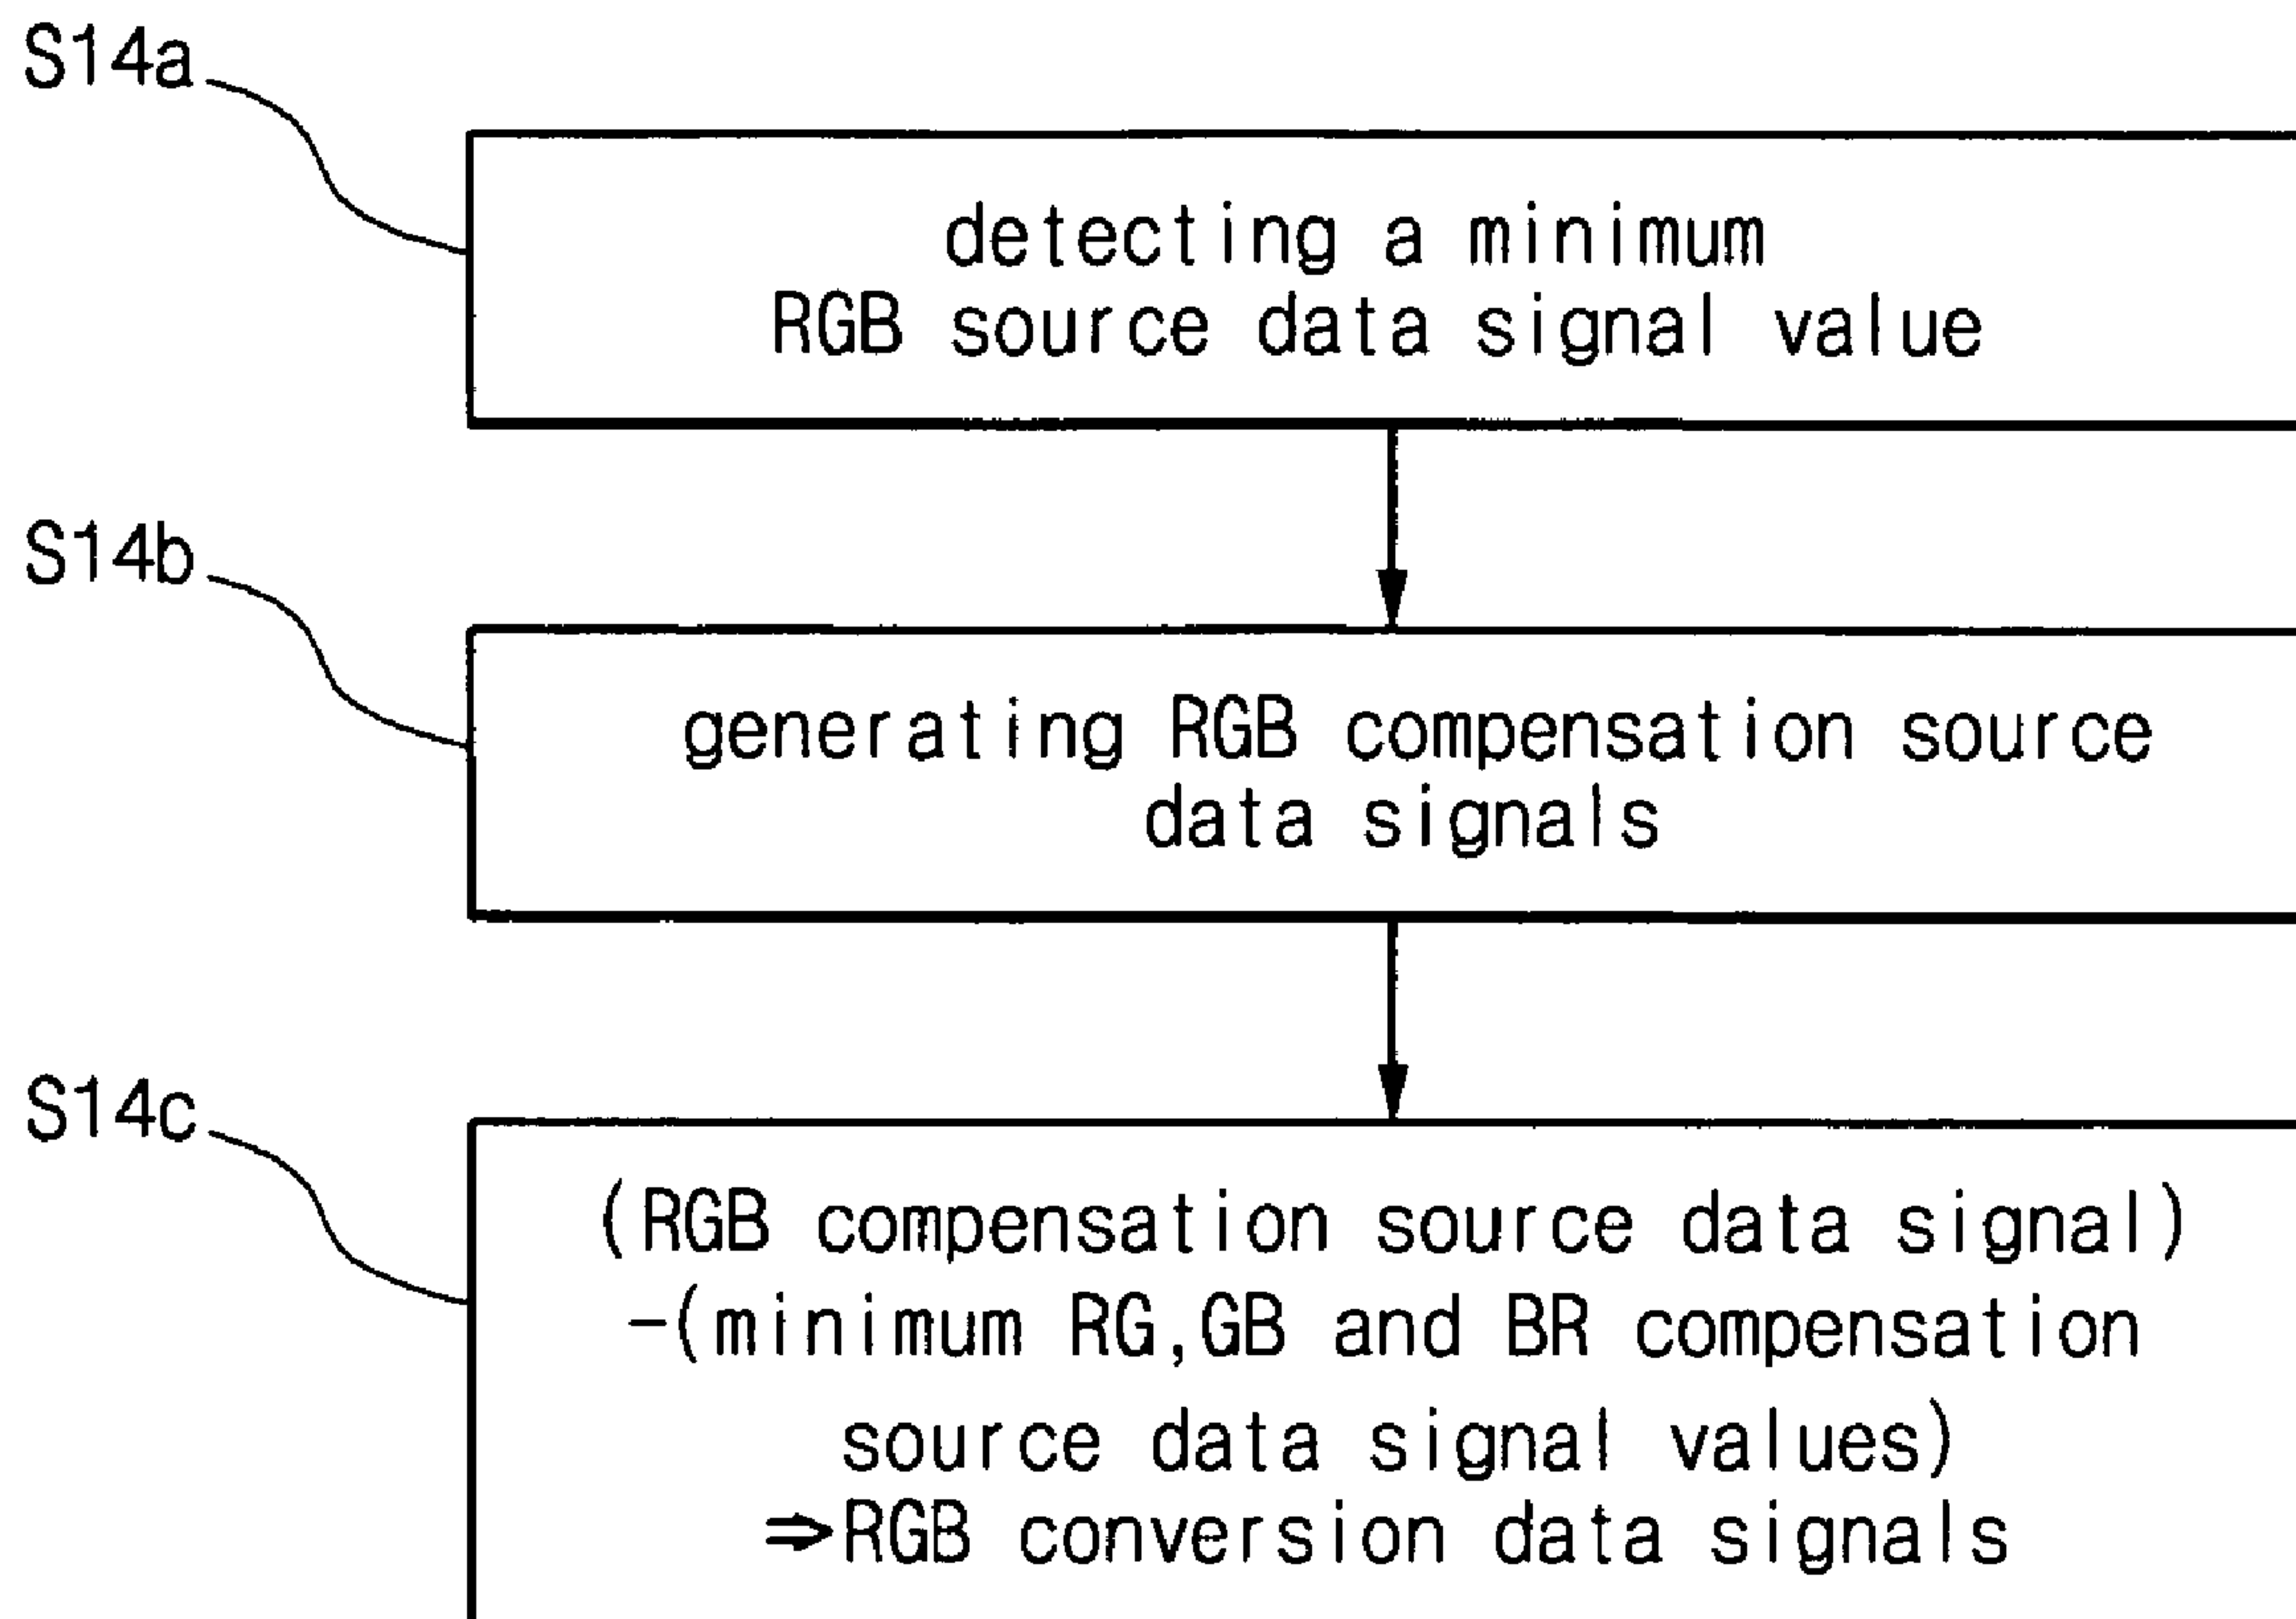 S14a
detecting a minimum
RGB source data signal value
S14b
generating RGB compensation source
data signals
S14c
(RGB compensation source data signal)
-(minimum RG,GB and BR compensation
source data signal values)
⇒RGB conversion data signals